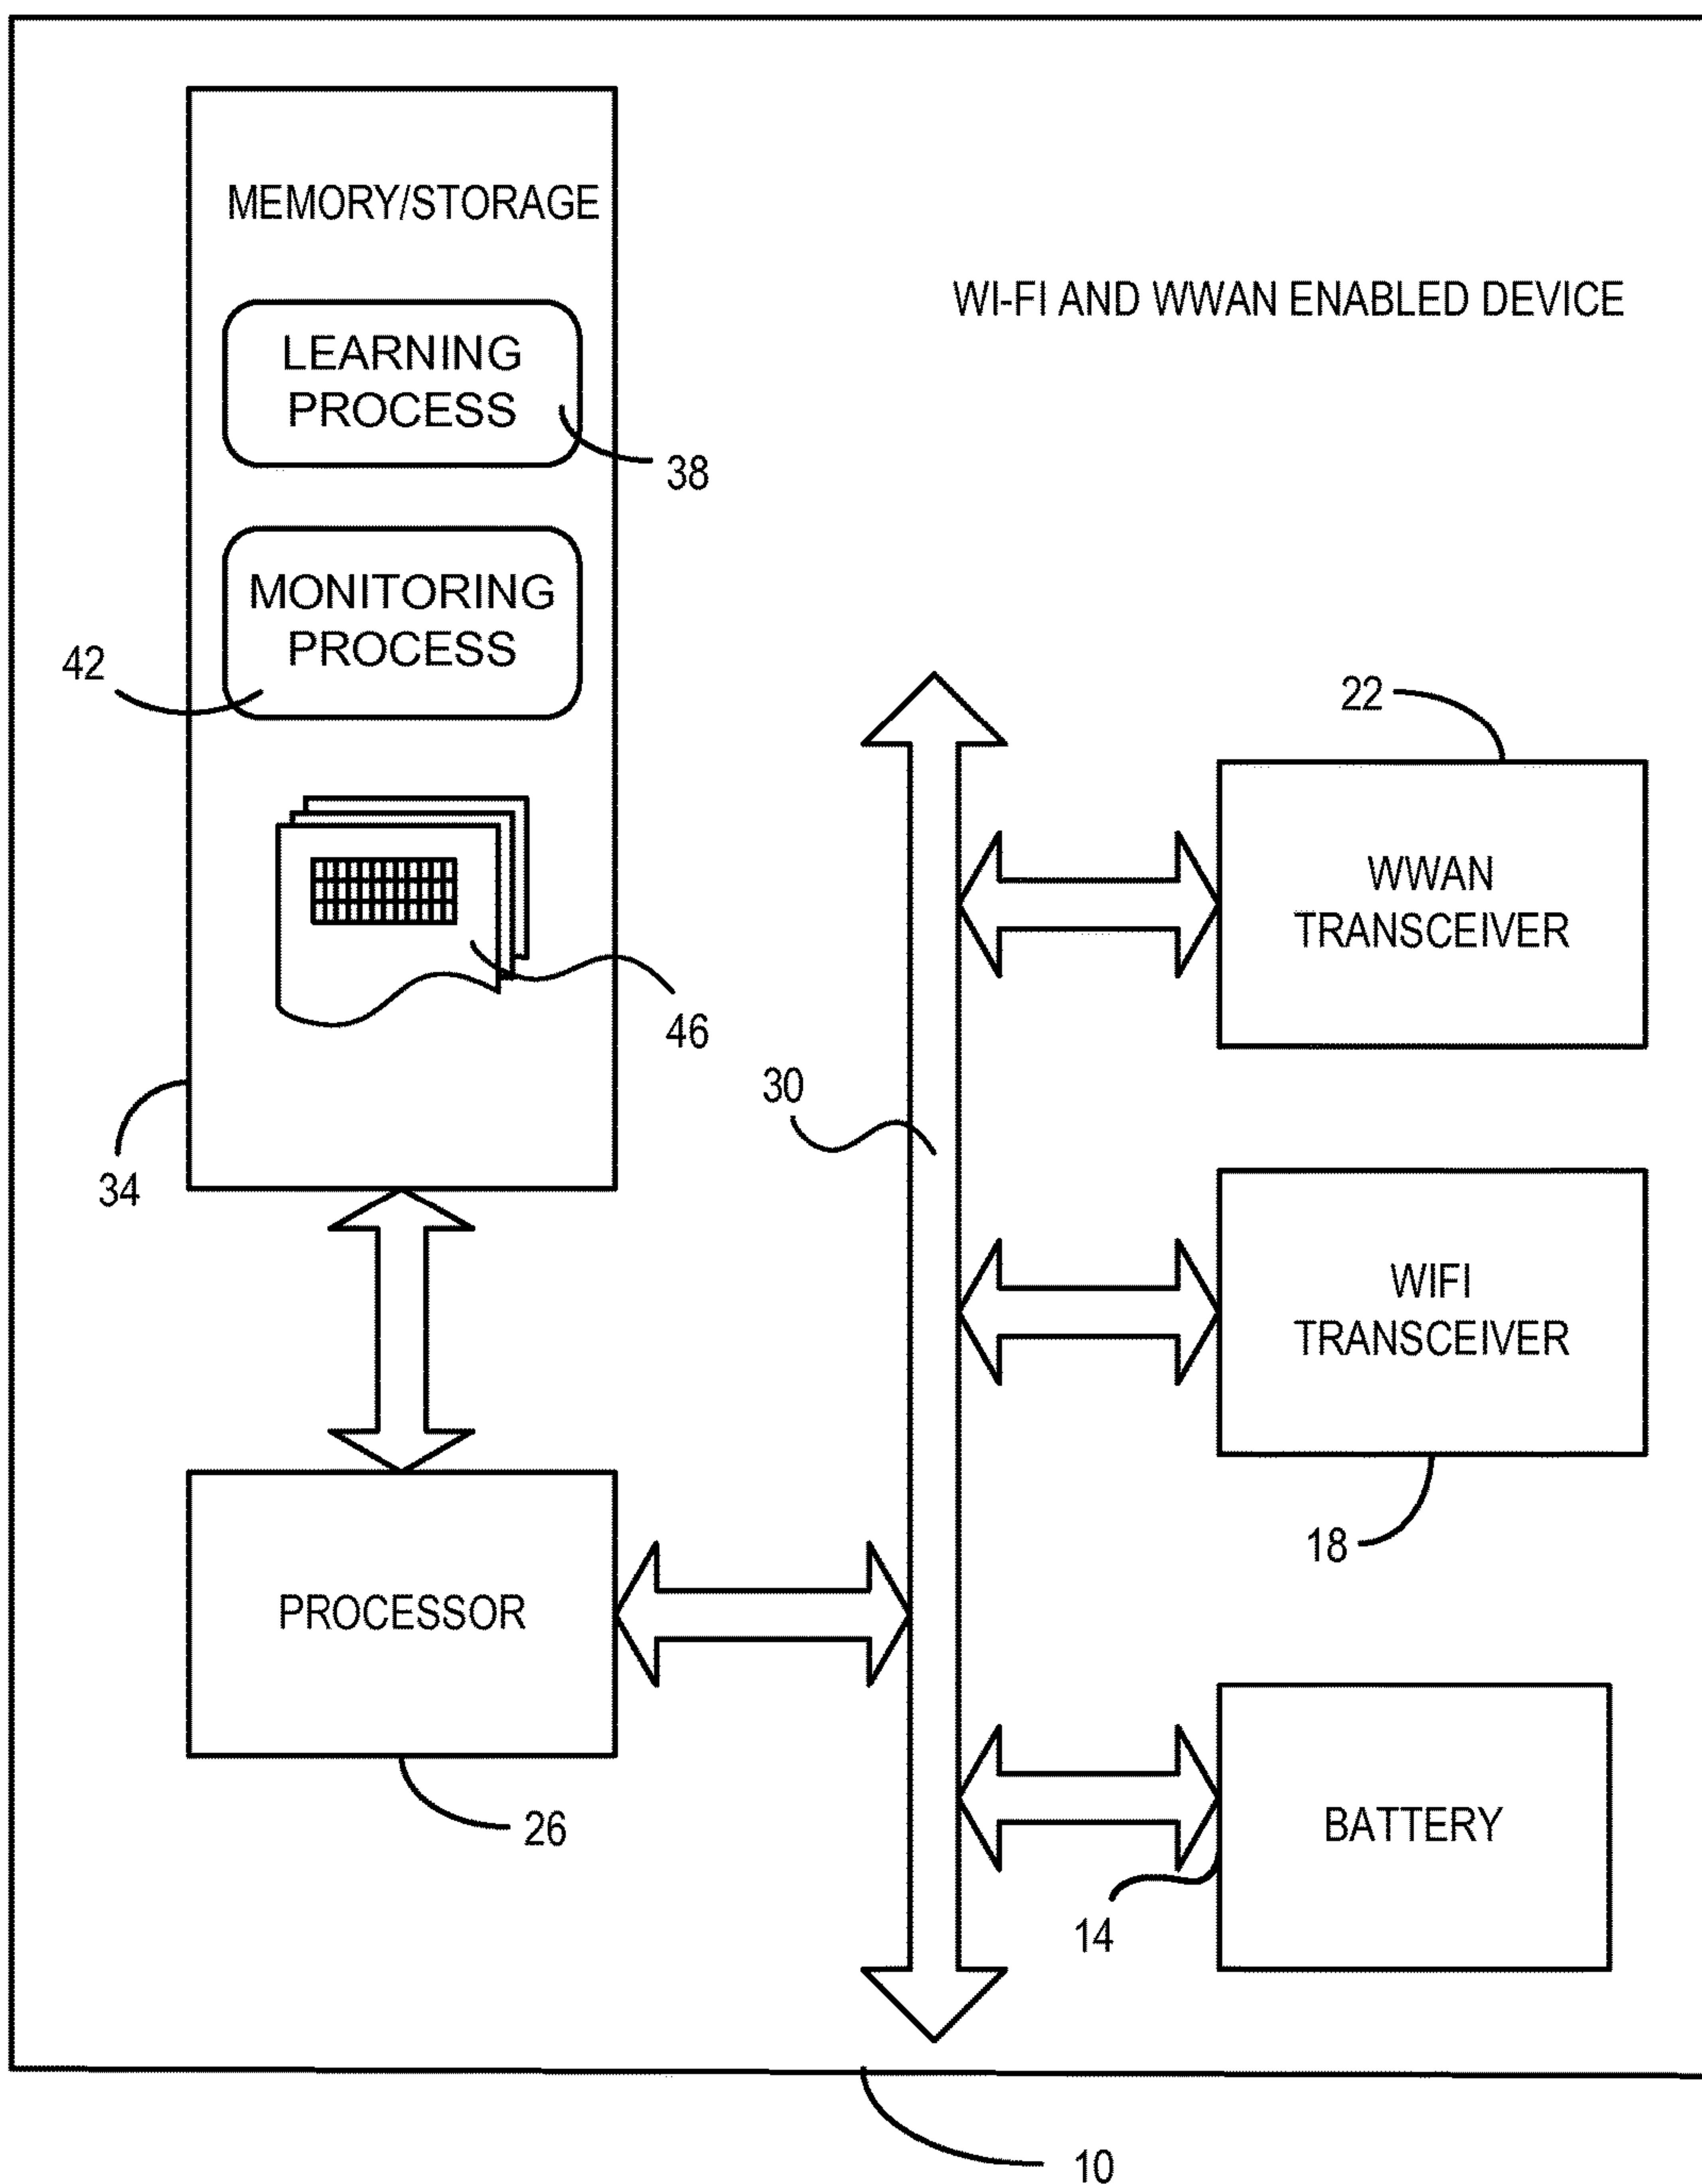 MEMORY/STORAGE
WI-FI AND WWAN ENABLED DEVICE
LEARNING
PROCESS
38
MONITORING
PROCESS
42
22
WWAN
TRANSCEIVER
46
30
34
WIFI
TRANSCEIVER
18
PROCESSOR
26
BATTERY
14
10